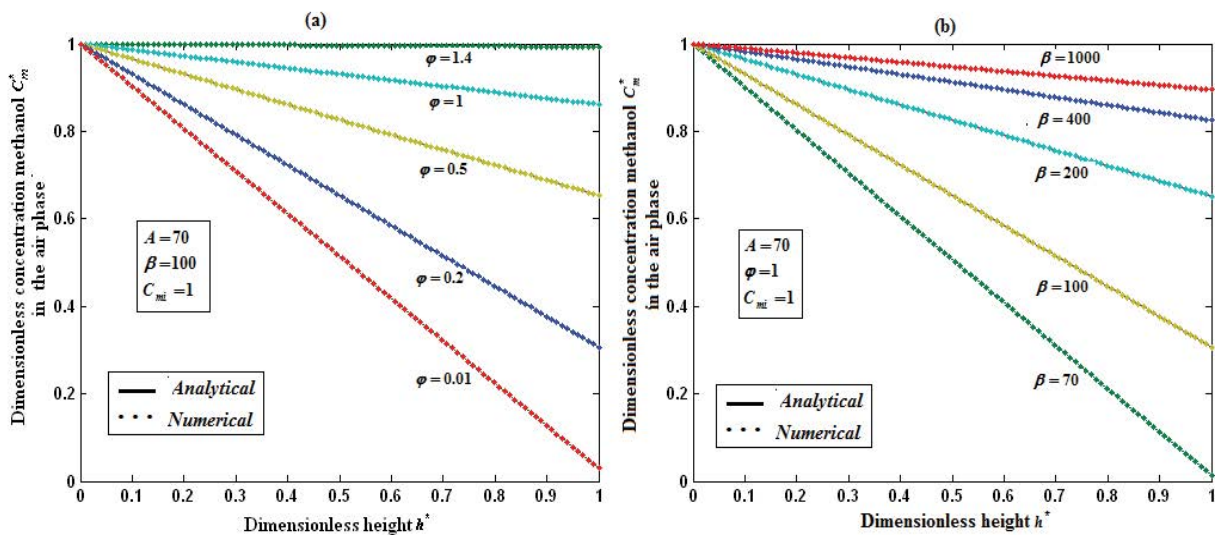 (a)
Dimensionless concentration methanol C*m
in the air phase
1
0.8
0.6
0.4
0.2
0
φ=1.4
φ=1
φ=0.5
φ=0.2
φ=0.01
A=70
β=100
Cmi=1
Analytical
Numerical
0 0.1 0.2 0.3 0.4 0.5 0.6 0.7 0.8 0.9 1
Dimensionless height h*
(b)
Dimensionless concentration methanol C*m
in the air phase
1
0.8
0.6
0.4
0.2
0
β=1000
β=400
β=200
β=100
β=70
A=70
φ=1
Cmi=1
Analytical
Numerical
0 0.1 0.2 0.3 0.4 0.5 0.6 0.7 0.8 0.9 1
Dimensionless height h*